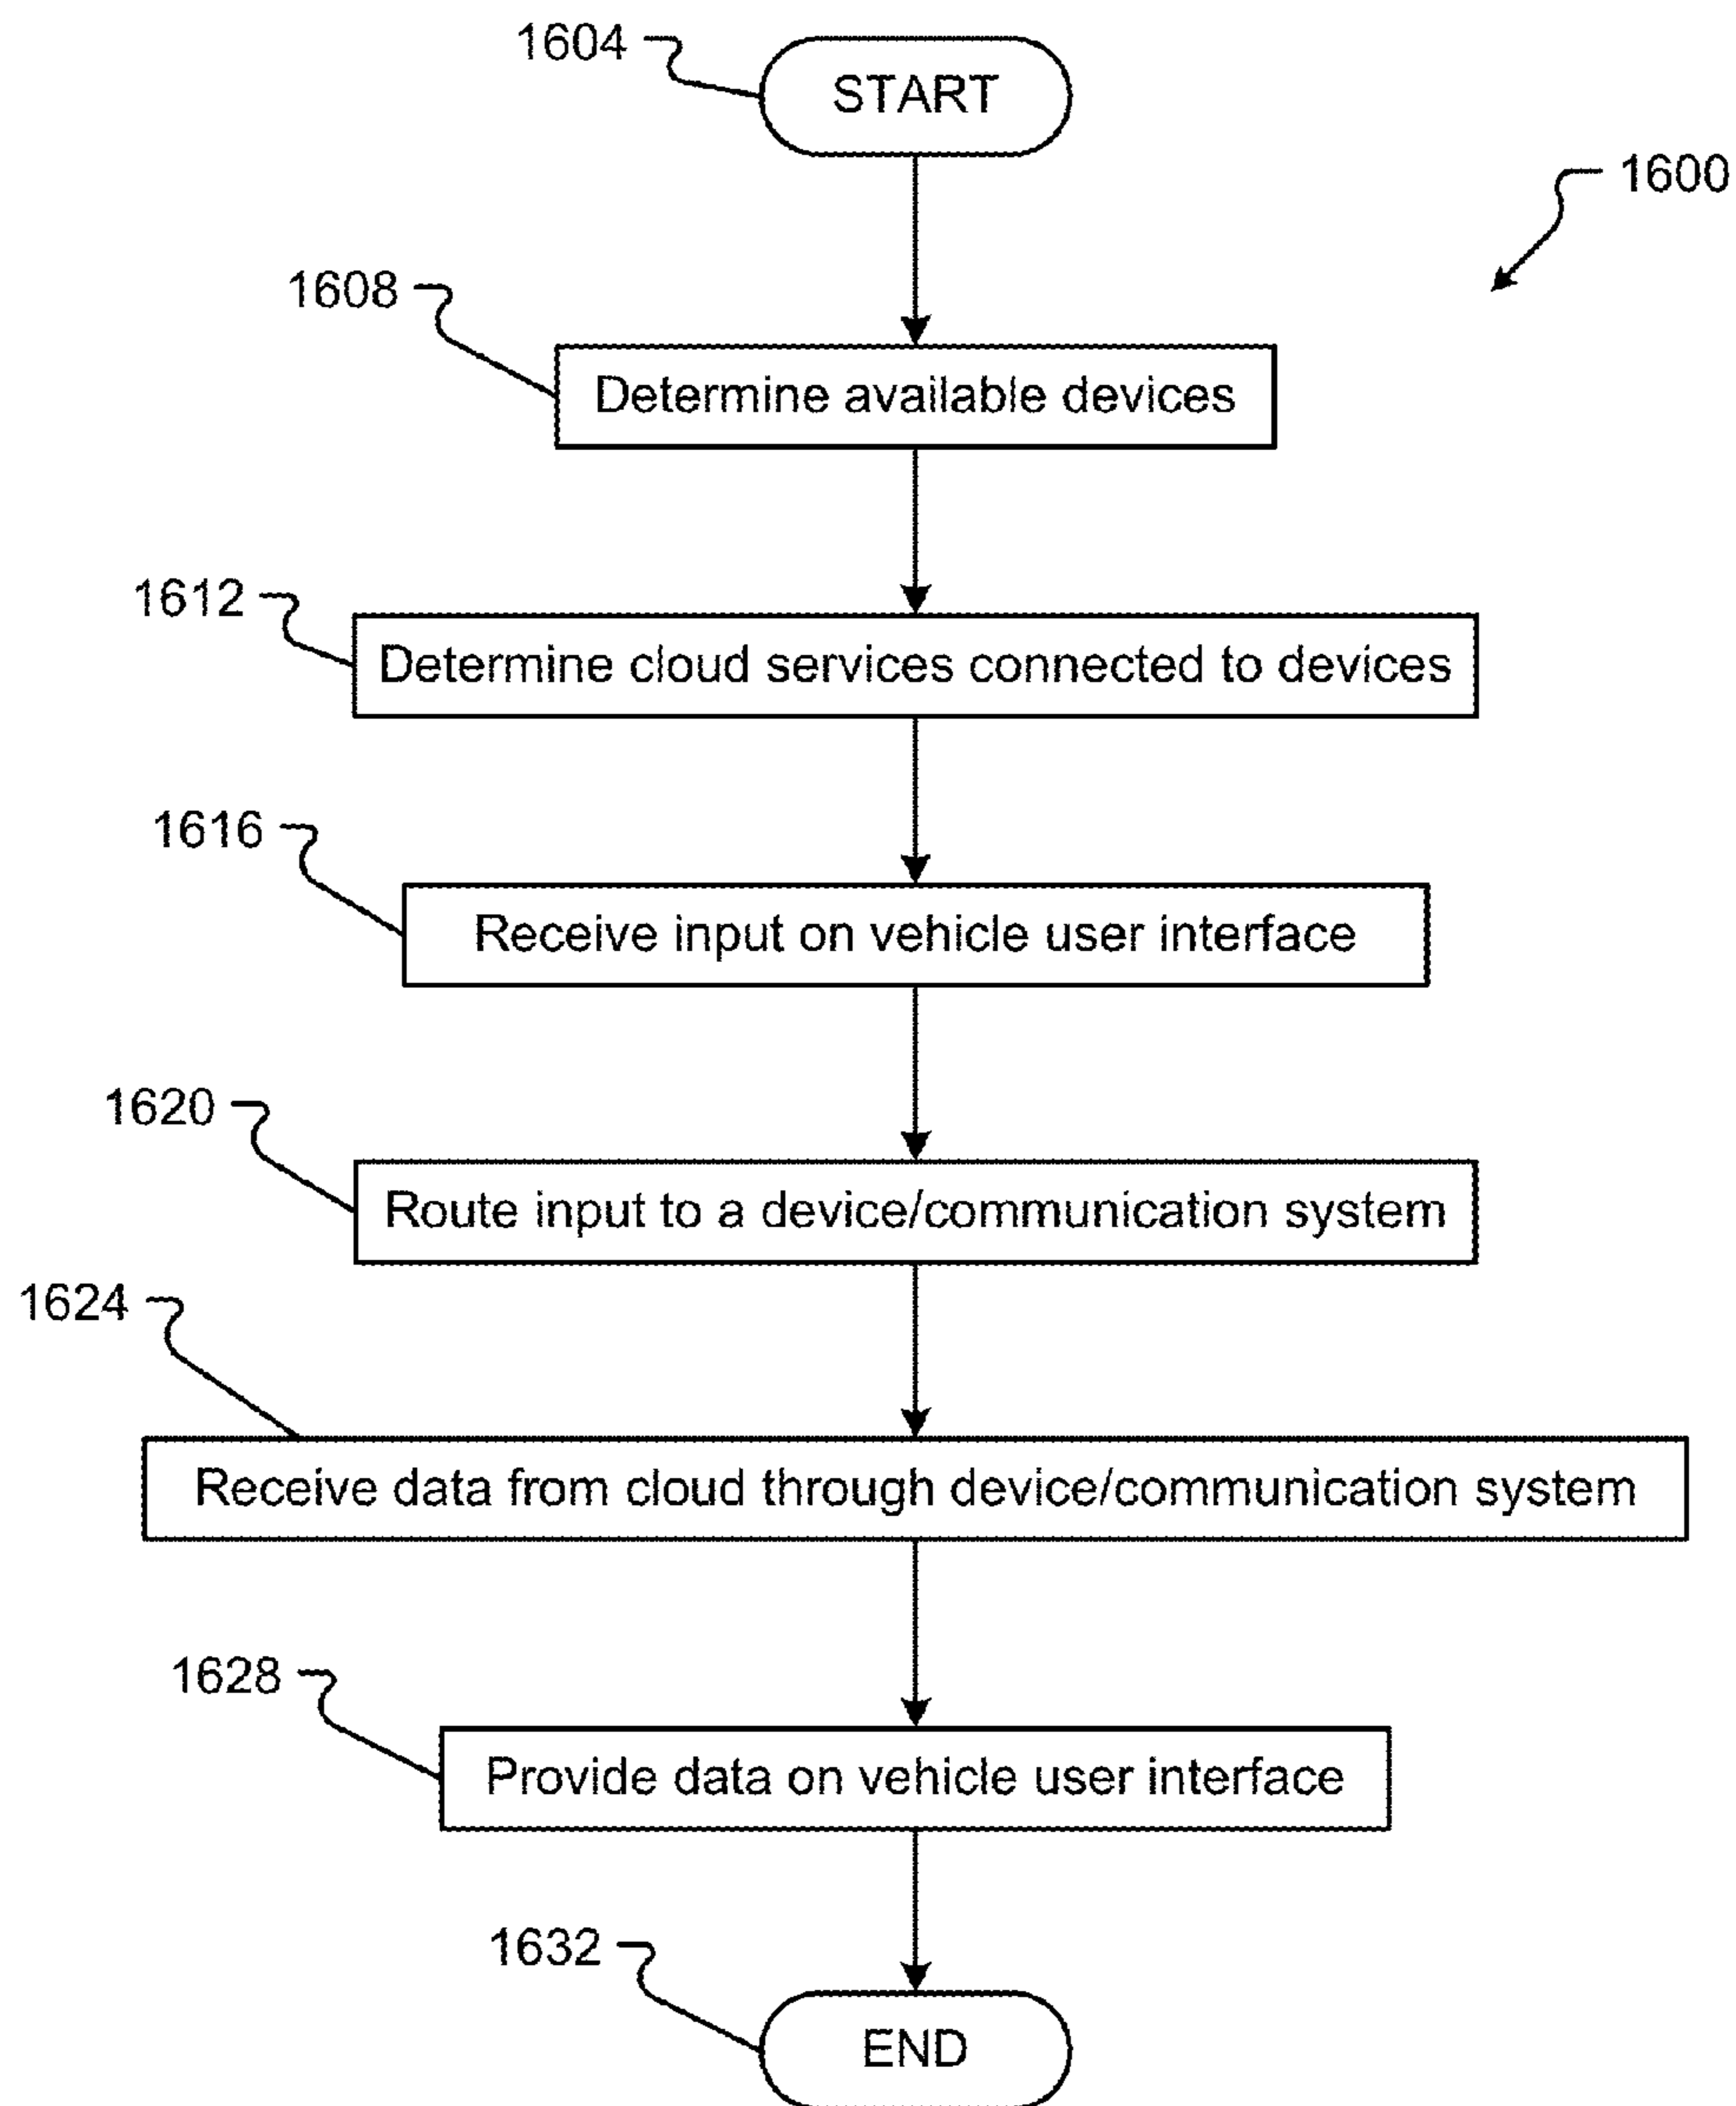 1604
START
1600
1608
Determine available devices
1612
Determine cloud services connected to devices
1616
Receive input on vehicle user interface
1620
Route input to a device/communication system
1624
Receive data from cloud through device/communication system
1628
Provide data on vehicle user interface
1632
END